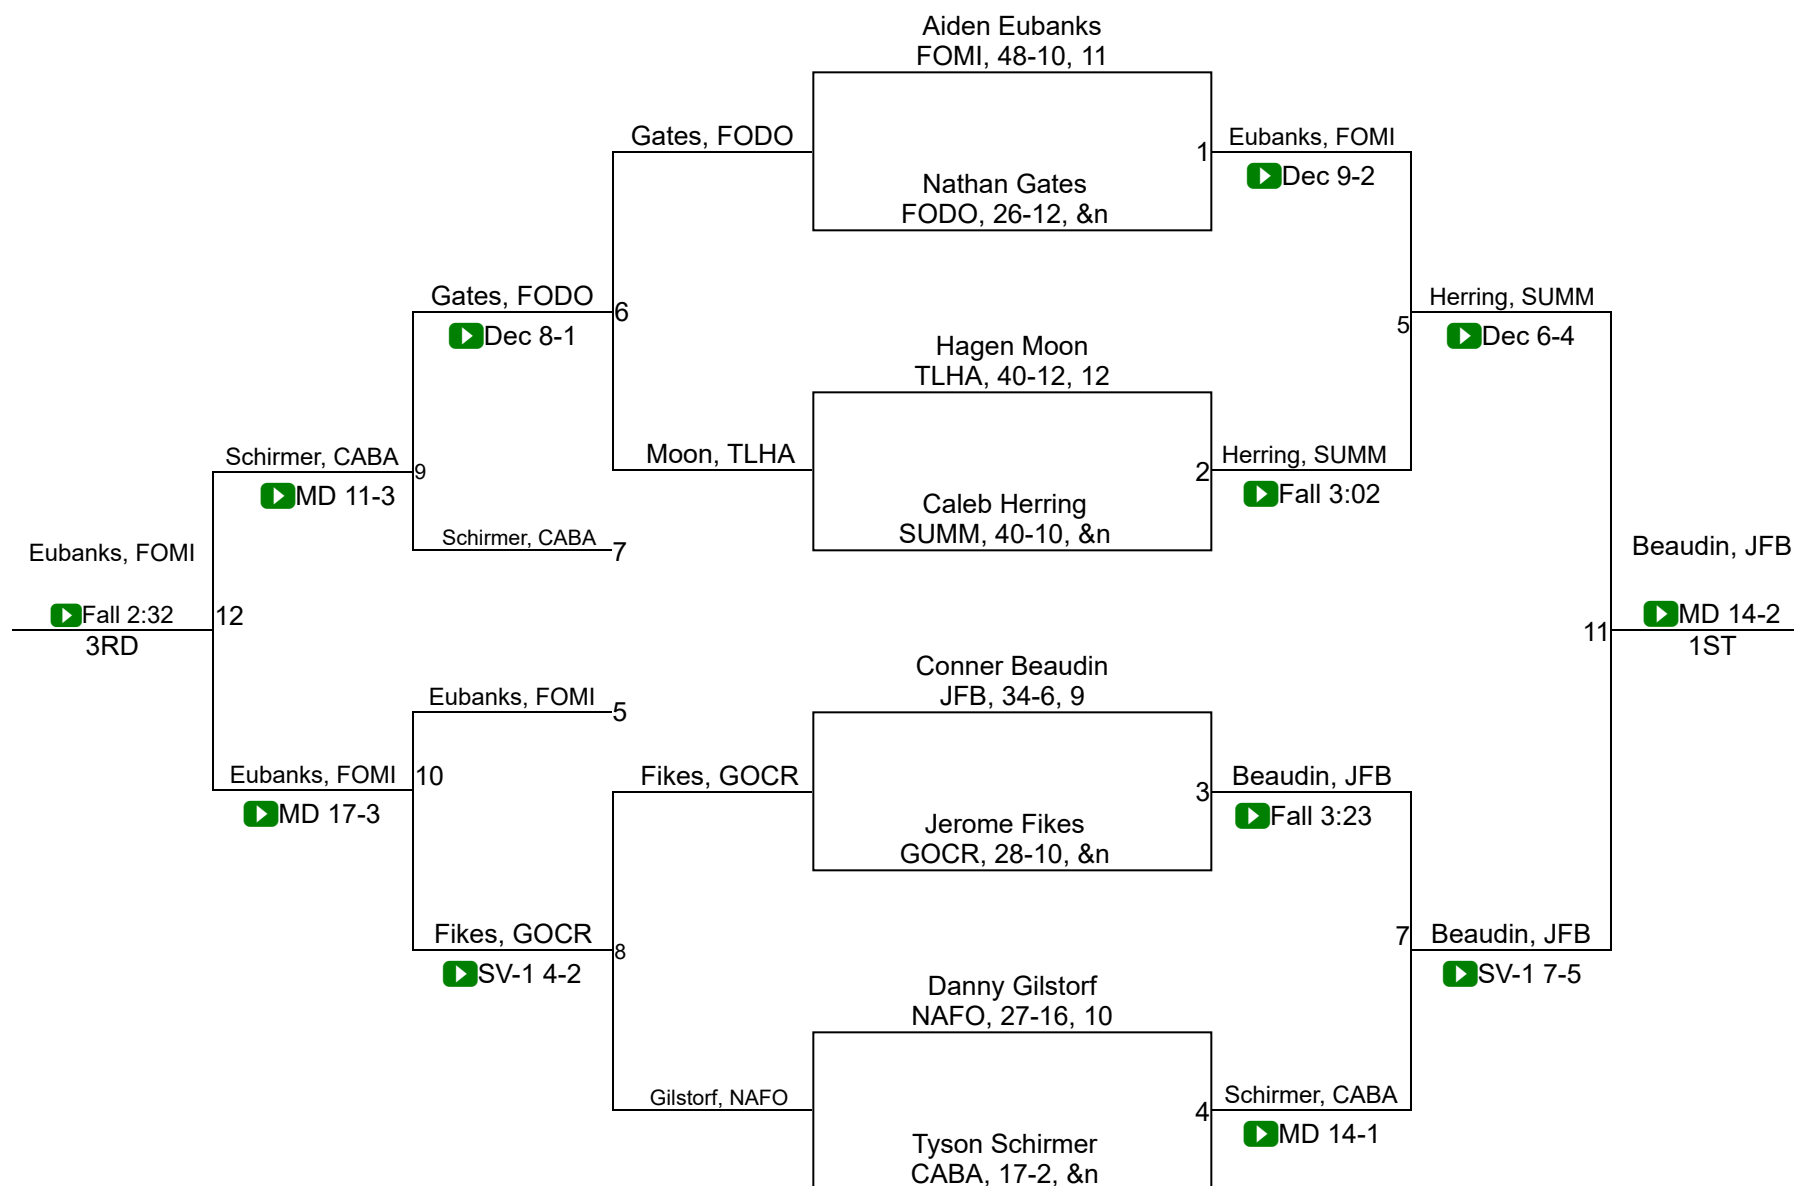 Aiden Eubanks
FOMI, 48-10, 11
Gates, FODO
1
Eubanks, FOMI
Dec 9-2
Nathan Gates
FODO, 26-12, &n
Gates, FODO
6
Dec 8-1
5
Herring, SUMM
Dec 6-4
Hagen Moon
TLHA, 40-12, 12
Schirmer, CABA
9
MD 11-3
Moon, TLHA
2
Herring, SUMM
Fall 3:02
Caleb Herring
SUMM, 40-10, &n
Schirmer, CABA
7
Eubanks, FOMI
Fall 2:32
3RD
12
Beaudin, JFB
MD 14-2
11
1ST
Conner Beaudin
JFB, 34-6, 9
Eubanks, FOMI
5
Eubanks, FOMI
10
MD 17-3
Fikes, GOCR
3
Beaudin, JFB
Fall 3:23
Jerome Fikes
GOCR, 28-10, &n
Fikes, GOCR
8
SV-1 4-2
7
Beaudin, JFB
SV-1 7-5
Danny Gilstorf
NAFO, 27-16, 10
Gilstorf, NAFO
4
Schirmer, CABA
MD 14-1
Tyson Schirmer
CABA, 17-2, &n